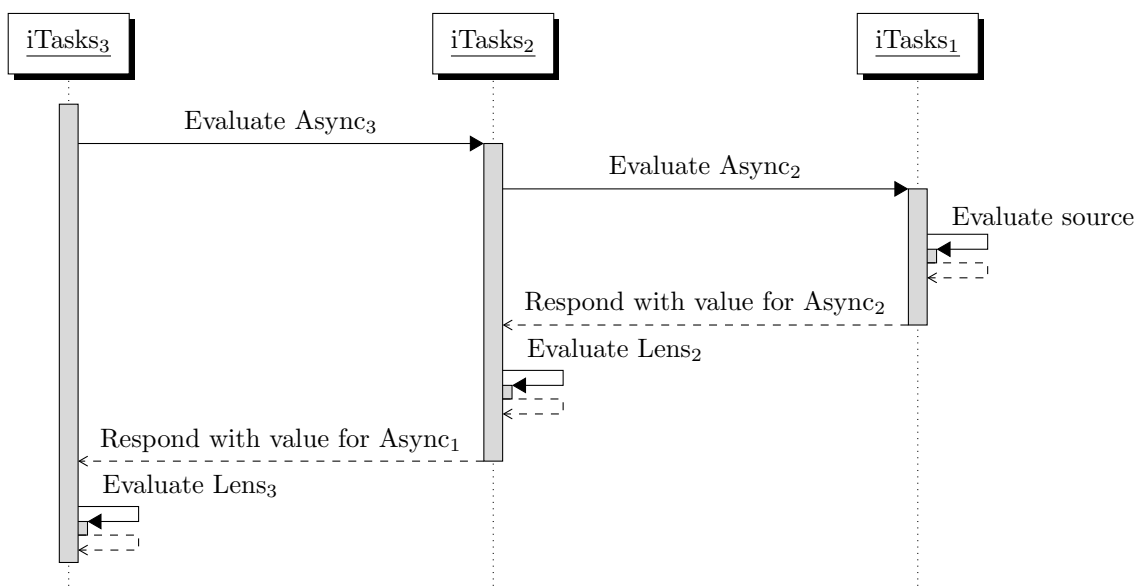 iTasks₃ iTasks₂ iTasks₁
Evaluate Async₃
Evaluate Async₂
Evaluate source
Respond with value for Async₂
Evaluate Lens₂
Respond with value for Async₁
Evaluate Lens₃